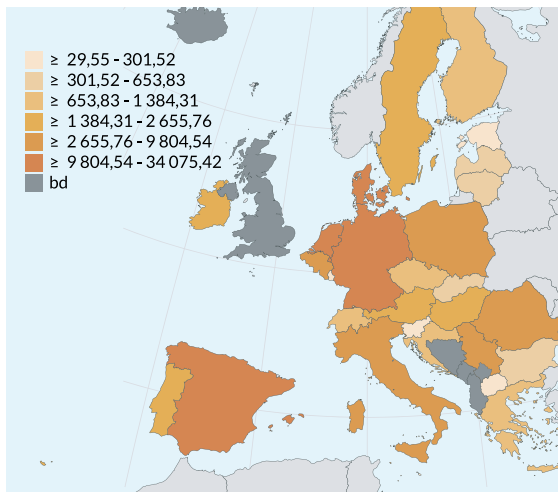 ≥ 29,55 - 301,52
≥ 301,52 - 653,83
≥ 653,83 - 1 384,31
≥ 1 384,31 - 2 655,76
≥ 2 655,76 - 9 804,54
≥ 9 804,54 - 34 075,42
bd